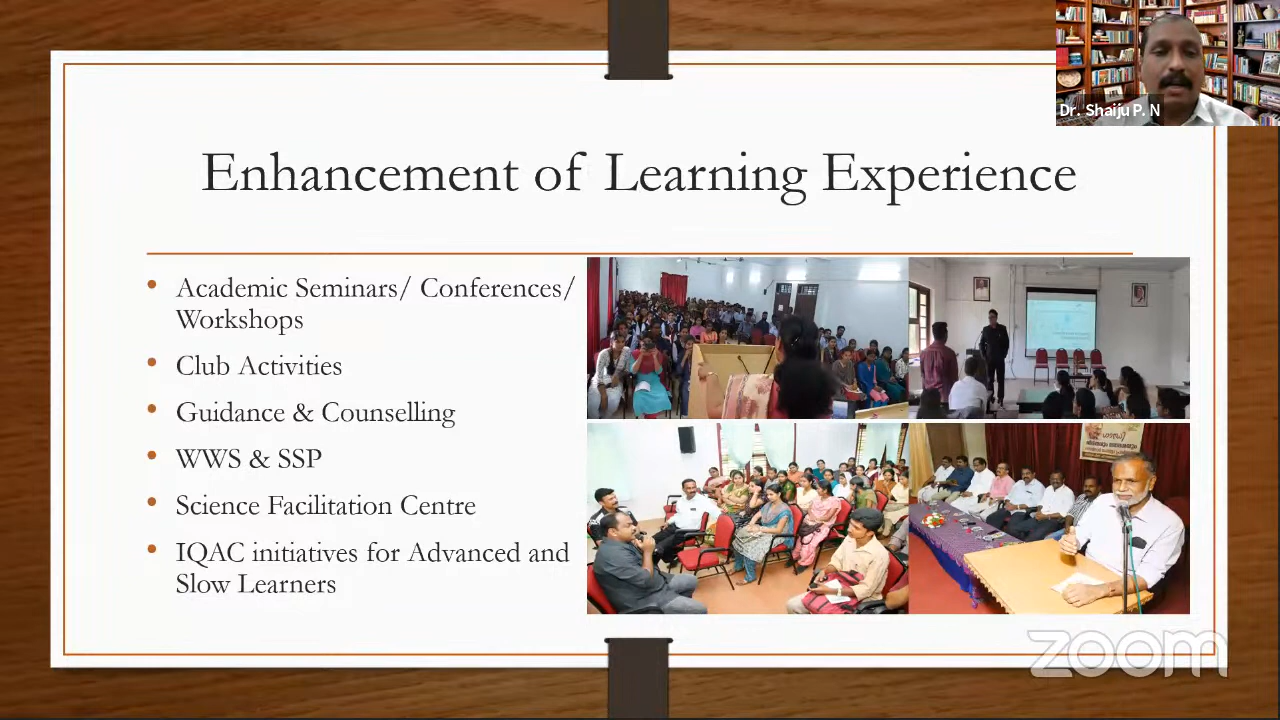 Dr. Shaiju P. N
Enhancement of Learning Experience
• Academic Seminars/ Conferences/
Workshops
• Club Activities
• Guidance & Counselling
• WWS & SSP
• Science Facilitation Centre
• IQAC initiatives for Advanced and
Slow Learners
zoom